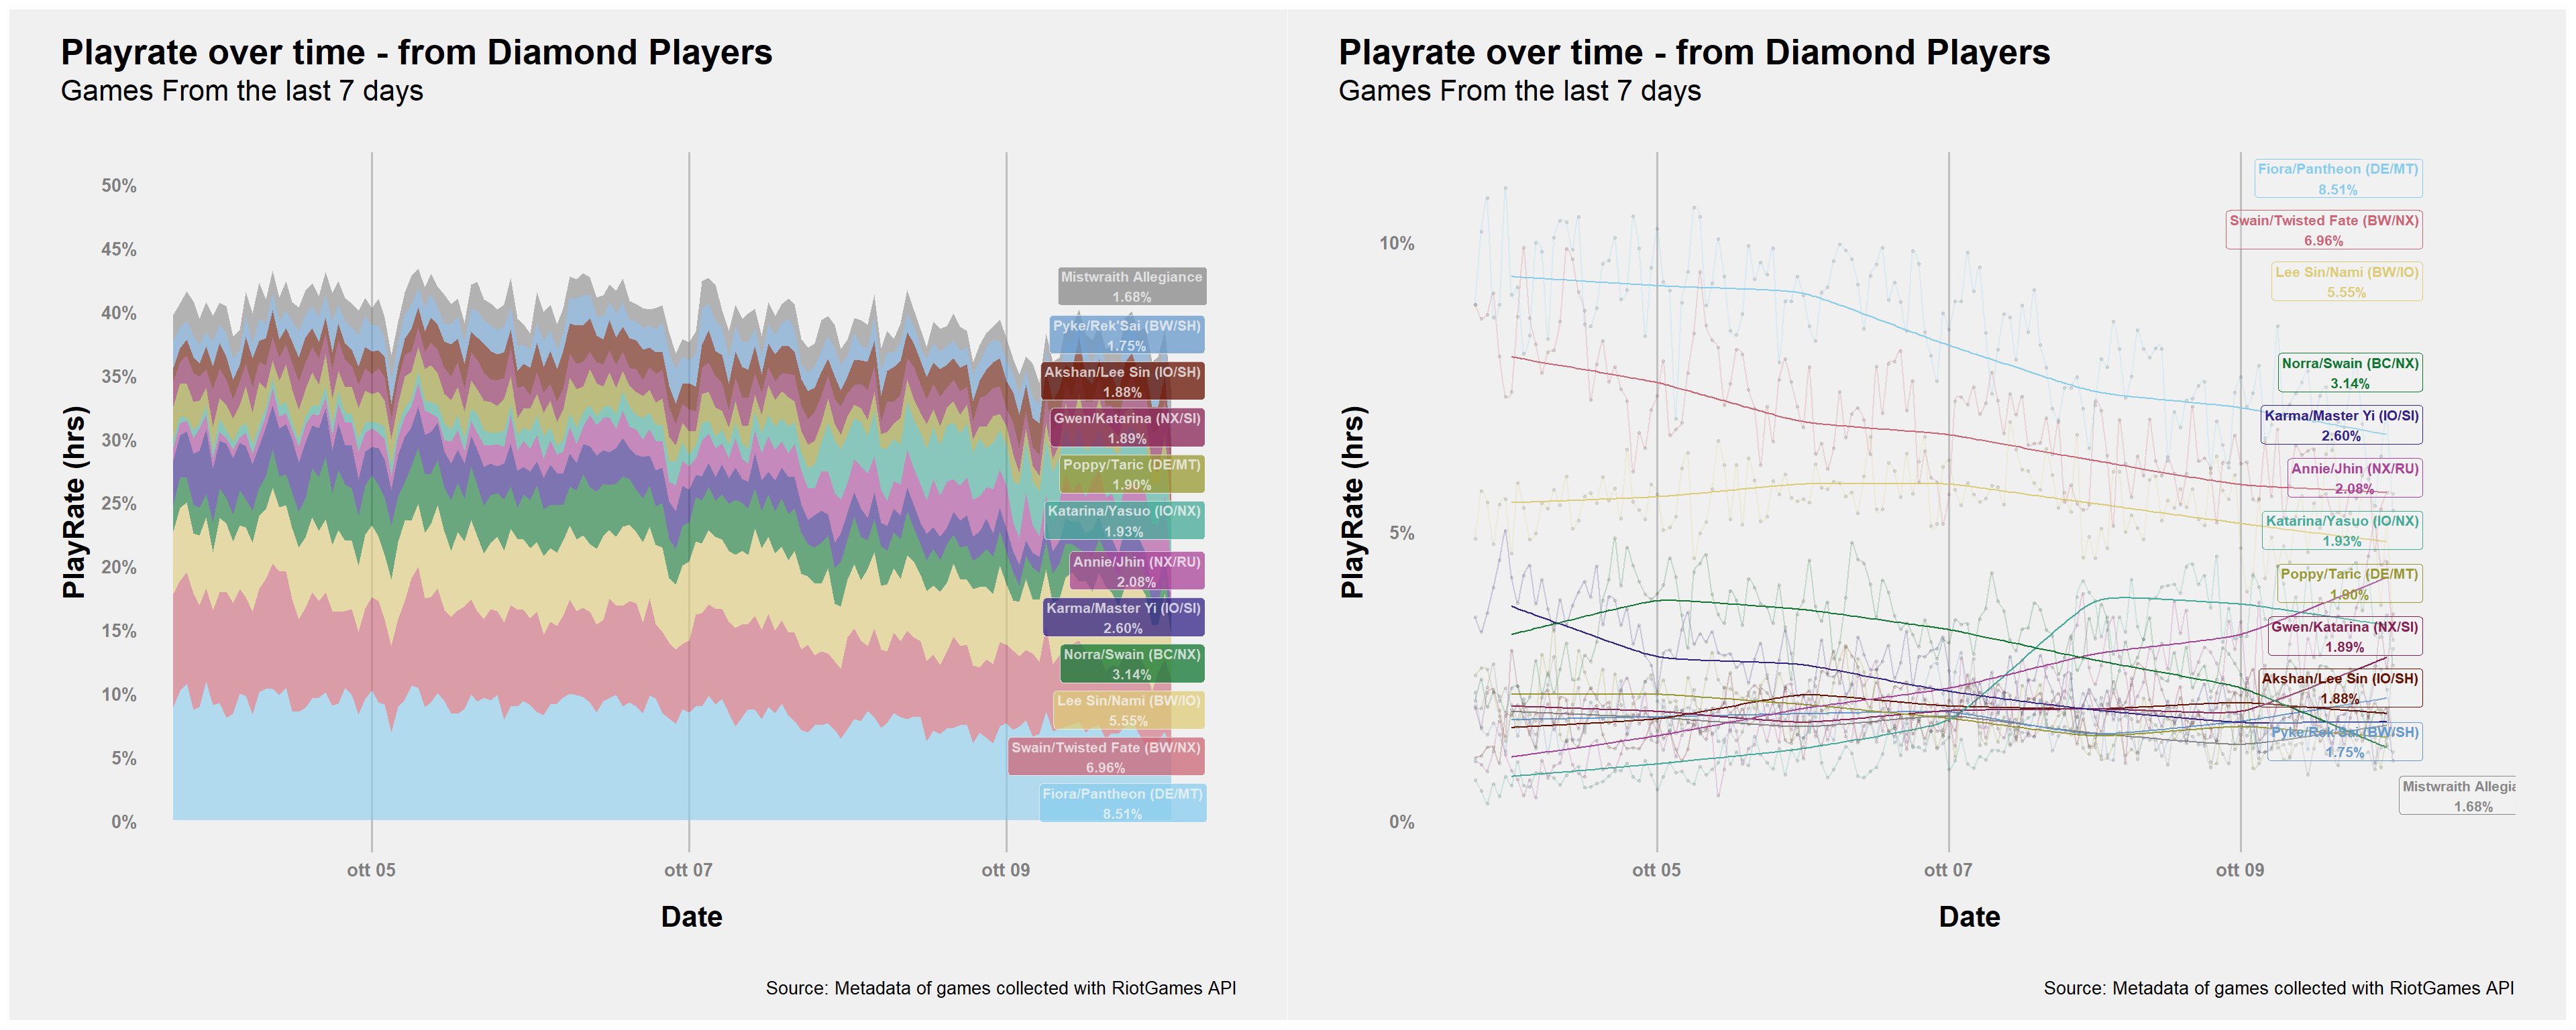 Playrate over time - from Diamond Players
Games From the last 7 days
50%
45%
40%
35%
30%
25%
20%
15%
10%
5%
0%
PlayRate (hrs)
Mistwraith Allegiance
1.68%
Pyke/Rek'Sai (BW/SH)
1.75%
Akshan/Lee Sin (IO/SH)
1.88%
Gwen/Katarina (NX/SI)
1.89%
Poppy/Taric (DE/MT)
1.90%
Katarina/Yasuo (IO/NX)
1.93%
Annie/Jhin (NX/RU)
2.08%
Karma/Master Yi (IO/SI)
2.60%
Norra/Swain (BC/NX)
3.14%
Lee Sin/Nami (BW/IO)
5.55%
Swain/Twisted Fate (BW/NX)
6.96%
Fiora/Pantheon (DE/MT)
8.51%
ott 05
ott 07
ott 09
Date
Source: Metadata of games collected with RiotGames API
Playrate over time - from Diamond Players
Games From the last 7 days
10%
5%
0%
PlayRate (hrs)
Fiora/Pantheon (DE/MT)
8.51%
Swain/Twisted Fate (BW/NX)
6.96%
Lee Sin/Nami (BW/IO)
5.55%
Norra/Swain (BC/NX)
3.14%
Karma/Master Yi (IO/SI)
2.60%
Annie/Jhin (NX/RU)
2.08%
Katarina/Yasuo (IO/NX)
1.93%
Poppy/Taric (DE/MT)
1.90%
Gwen/Katarina (NX/SI)
1.89%
Akshan/Lee Sin (IO/SH)
1.88%
Pyke/Rek'Sai (BW/SH)
1.75%
Mistwraith Allegia
1.68%
ott 05
ott 07
ott 09
Date
Source: Metadata of games collected with RiotGames API